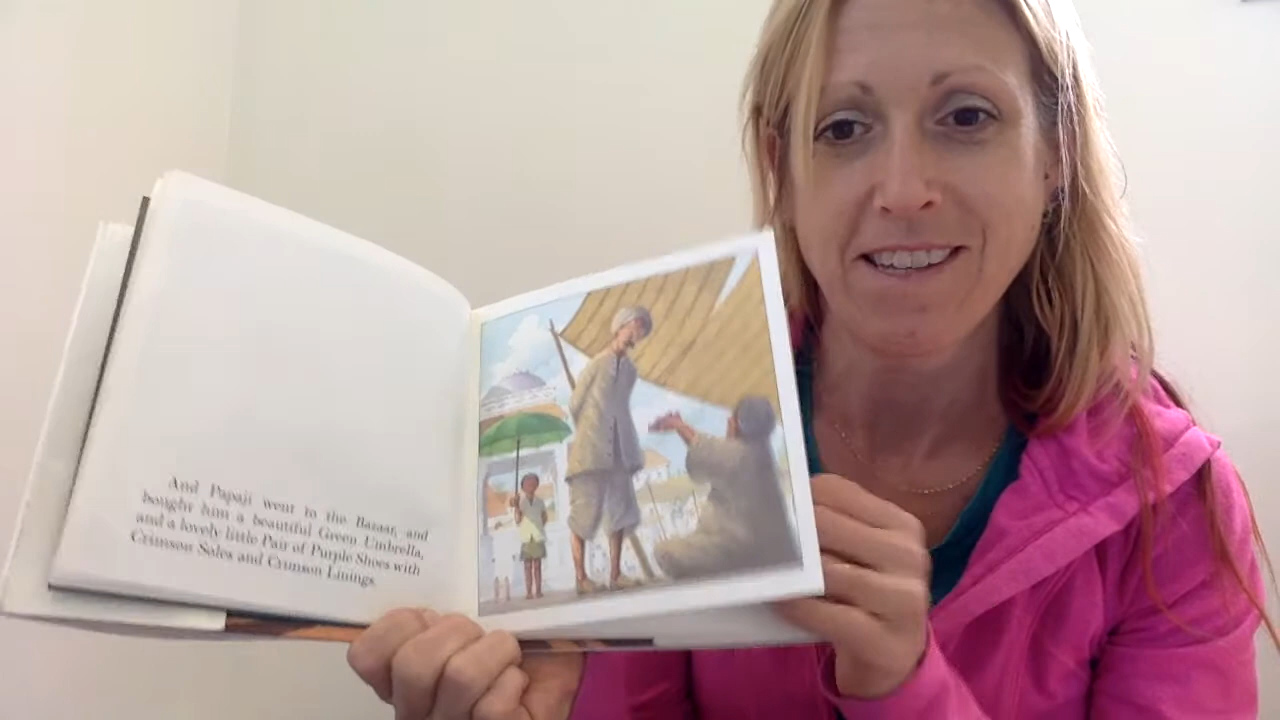 And Papaji went to the Bazaar, and
bought him a beautiful Green Umbrella,
and a lovely little Pair of Purple Shoes with
Crimson Soles and Crimson Linings.